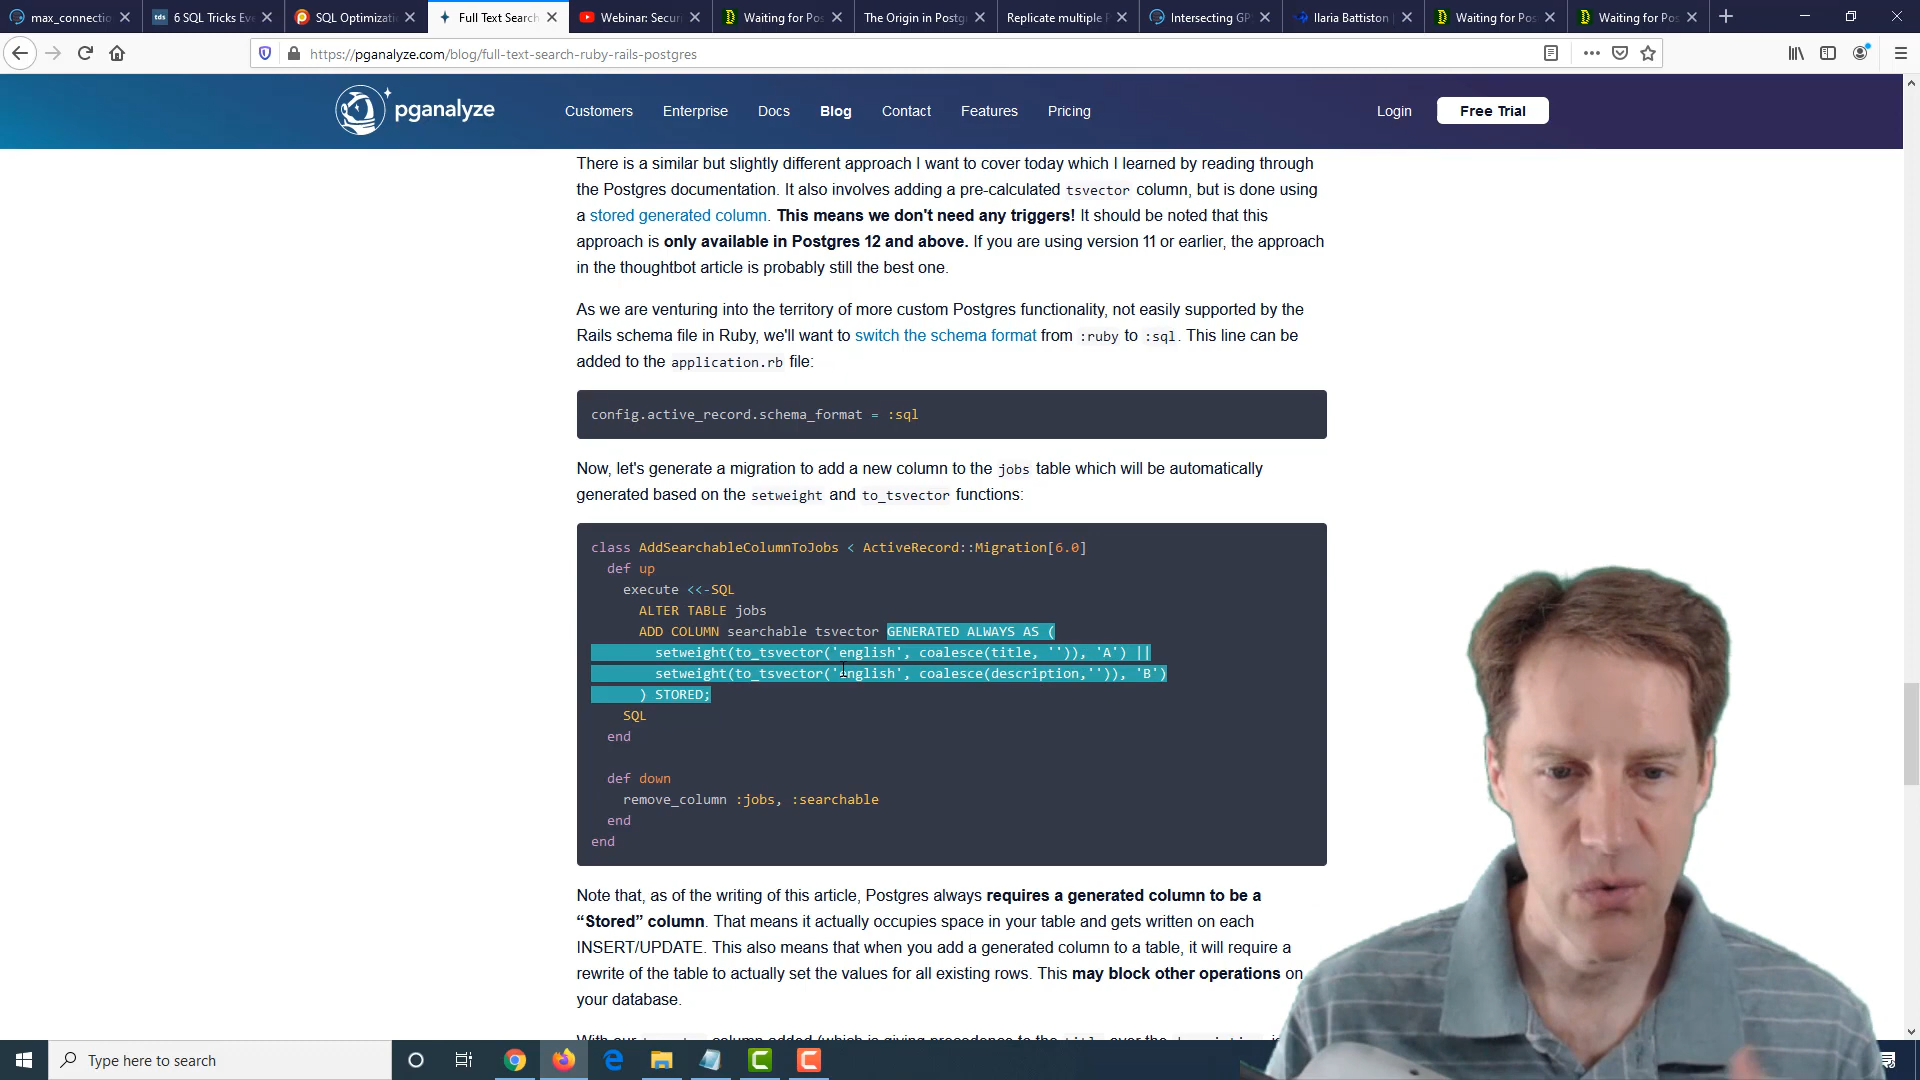 max_connectio
6 SQL Tricks Eve
SQL Optimizati
Full Text Search
Webinar: Secur
Waiting for Pos
The Origin in Postg
Replicate multiple P
Intersecting GP
Ilaria Battiston
Waiting for Pos
Waiting for Pos
https://pganalyze.com/blog/full-text-search-ruby-rails-postgres
pganalyze
Customers
Enterprise
Docs
Blog
Contact
Features
Pricing
Login
Free Trial
There is a similar but slightly different approach I want to cover today which I learned by reading through
the Postgres documentation. It also involves adding a pre-calculated tsvector column, but is done using
a stored generated column. This means we don't need any triggers! It should be noted that this
approach is only available in Postgres 12 and above. If you are using version 11 or earlier, the approach
in the thoughtbot article is probably still the best one.
As we are venturing into the territory of more custom Postgres functionality, not easily supported by the
Rails schema file in Ruby, we'll want to switch the schema format from :ruby to :sql. This line can be
added to the application.rb file:
config.active_record.schema_format = :sql
Now, let's generate a migration to add a new column to the jobs table which will be automatically
generated based on the setweight and to_tsvector functions:
class AddSearchableColumnToJobs < ActiveRecord::Migration[6.0]
def up
execute <<-SQL
ALTER TABLE jobs
ADD COLUMN searchable tsvector GENERATED ALWAYS AS (
setweight(to_tsvector('english', coalesce(title, '')), 'A') ||
setweight(to_tsvector('english', coalesce(description,'')), 'B')
) STORED;
SQL
end
def down
remove_column :jobs, :searchable
end
end
Note that, as of the writing of this article, Postgres always requires a generated column to be a
“Stored” column. That means it actually occupies space in your table and gets written on each
INSERT/UPDATE. This also means that when you add a generated column to a table, it will require a
rewrite of the table to actually set the values for all existing rows. This may block other operations on
your database.
Type here to search